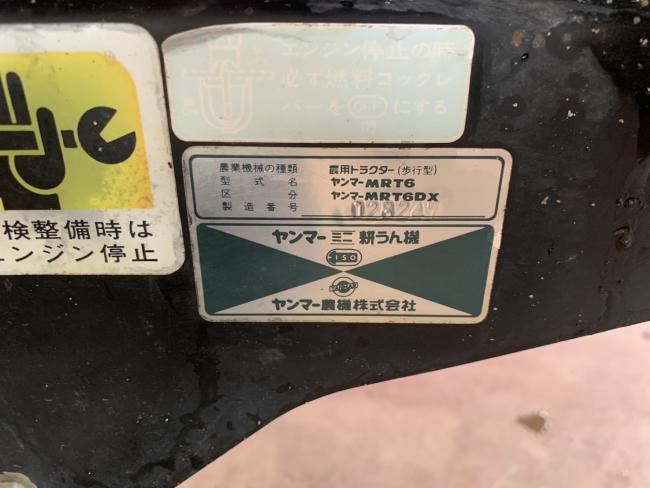 検整備時は
エンジン停止
エンジン停止の時
必ず燃料コックレ
バーをOFFにする
閉
農業機械の種類 農用トラクター(歩行型)
型式名 ヤンマーMRT6
区分 ヤンマーMRT6DX
製造番号
ヤンマーミニ耕うん機
ISO
ヤンマー農機株式会社